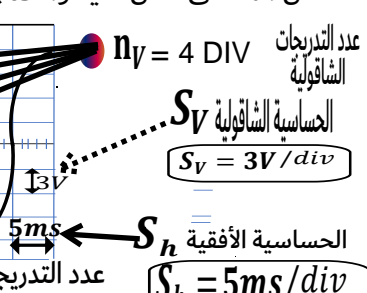 عدد التدريجات
الشاقولية
n_V = 4 DIV
S_V الحساسية الشاقولية
S_V = 3V/div
3V
5ms
S_h الحساسية الأفقية
S_h = 5ms/div
عدد